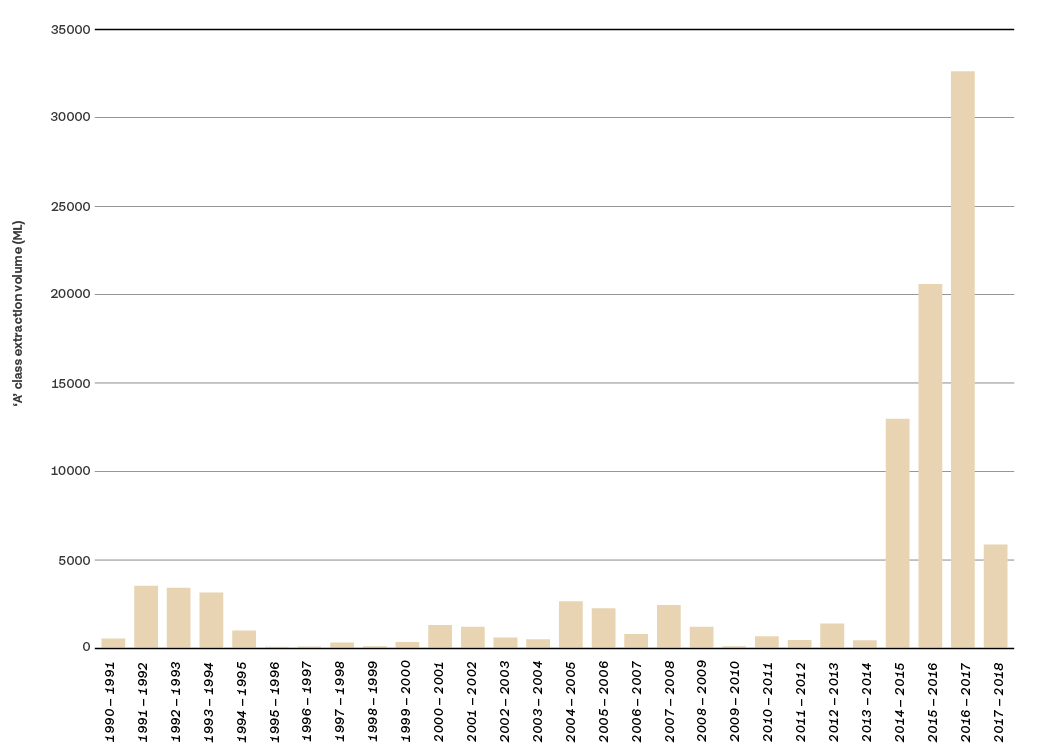 35000
30000
25000
20000
15000
10000
5000
0
‘A’ class extraction volume (ML)
1990 – 1991
1991 – 1992
1992 – 1993
1993 – 1994
1994 – 1995
1995 – 1996
1996 – 1997
1997 – 1998
1998 – 1999
1999 – 2000
2000 – 2001
2001 – 2002
2002 – 2003
2003 – 2004
2004 – 2005
2005 – 2006
2006 – 2007
2007 – 2008
2008 – 2009
2009 – 2010
2010 – 2011
2011 – 2012
2012 – 2013
2013 – 2014
2014 – 2015
2015 – 2016
2016 – 2017
2017 – 2018